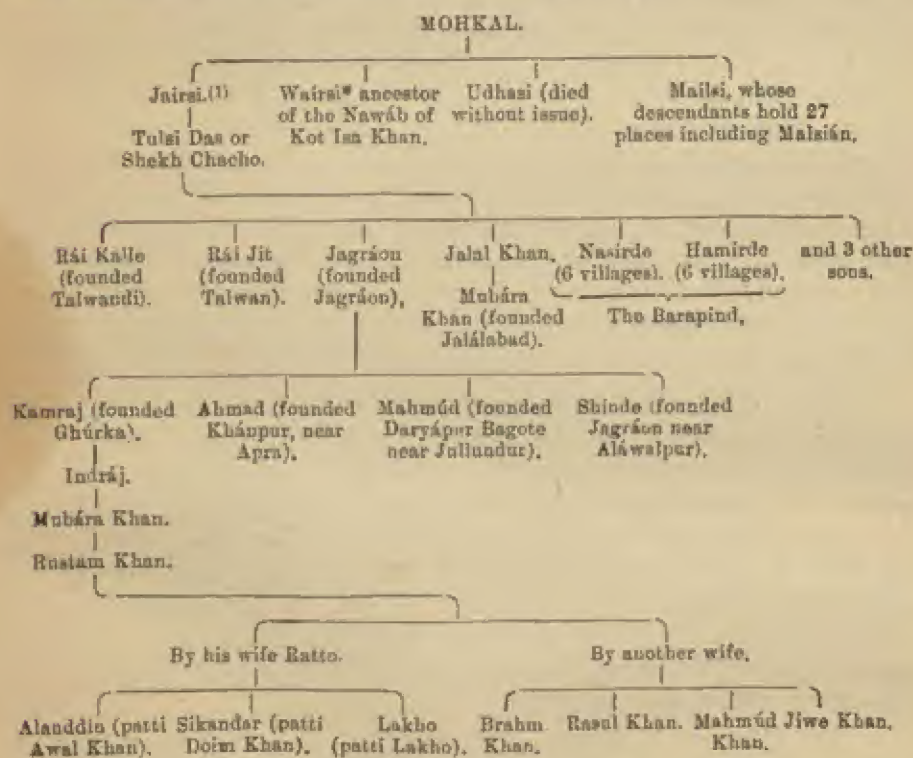 MOHKAL.
Jairsi.(1)
Wairsi* ancestor
of the Nawáb of
Kot Isa Khan.
Udhasi (died
without issue).
Mailsi, whose
descendants hold 27
places including Malsián.
Tulsi Das or
Shekh Chacho.
Rái Kalle
(founded
Talwandi).
Rái Jit
(founded
Talwan).
Jagráon
(founded
Jagráon).
Jalal Khan.
Mubára
Khan (founded
Jalálabad).
Nasirde
(6 villages).
Hamirde
(6 villages).
The Barapind.
and 3 other
sons.
Kamraj (founded
Ghúrka).
Ahmad (founded
Khánpur, near
Apra).
Mahmúd (founded
Daryápur Bagote
near Jullundur).
Shinde (founded
Jagráon near
Aláwalpur).
Indráj.
Mubára Khan.
Rustam Khan.
By his wife Ratto.
By another wife.
Alauddin (patti
Awal Khan).
Sikandar (patti
Doim Khan).
Lakho
(patti Lakho).
Brahm
Khan.
Rasul Khan.
Mahmúd
Khan.
Jiwe Khan.